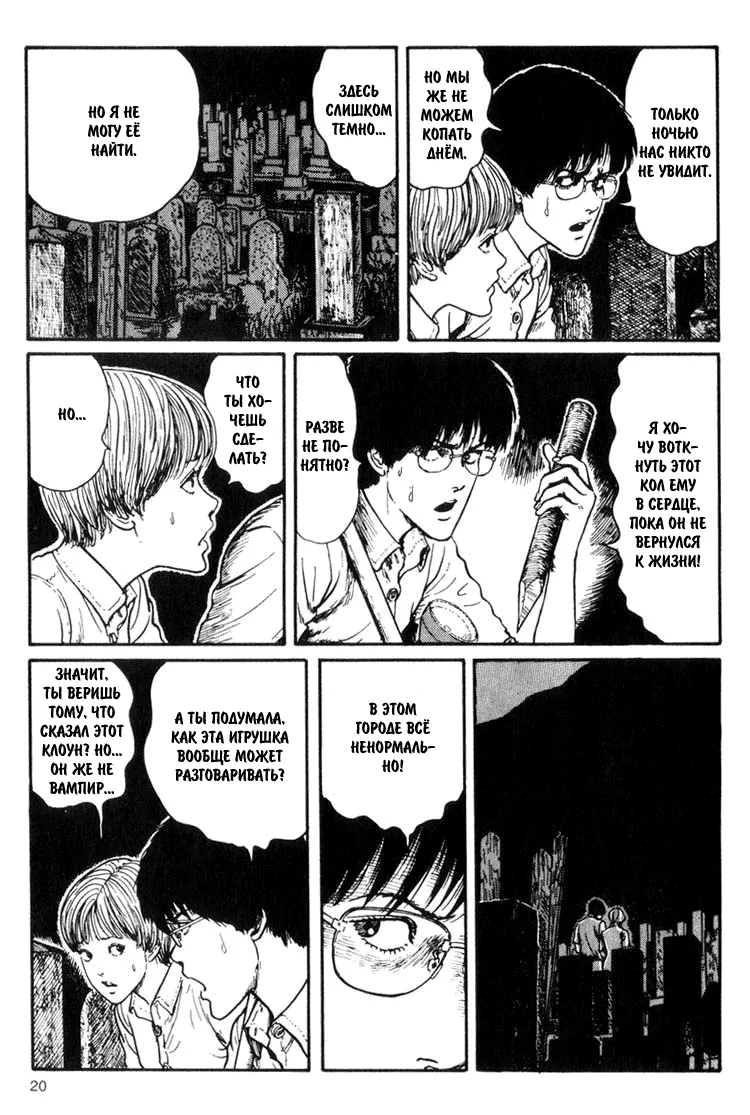 НО Я НЕ
МОГУ ЕЁ
НАЙТИ.
ЗДЕСЬ
СЛИШКОМ
ТЕМНО...
НО МЫ
ЖЕ НЕ
МОЖЕМ
КОПАТЬ
ДНЁМ.
ТОЛЬКО
НОЧЬЮ
НАС НИКТО
НЕ УВИДИТ.
НО...
ЧТО
ТЫ ХО-
ЧЕШЬ
СДЕ-
ЛАТЬ?
РАЗВЕ
НЕ ПО-
НЯТНО?
Я ХО-
ЧУ ВОТК-
НУТЬ ЭТОТ
КОЛ ЕМУ
В СЕРДЦЕ,
ПОКА ОН НЕ
ВЕРНУЛСЯ
К ЖИЗНИ!
ЗНАЧИТ,
ТЫ ВЕРИШЬ
ТОМУ, ЧТО
СКАЗАЛ ЭТОТ
КЛОУН? НО...
ОН ЖЕ НЕ
ВАМПИР...
А ТЫ ПОДУМАЛА,
КАК ЭТА ИГРУШКА
ВООБЩЕ МОЖЕТ
РАЗГОВАРИВАТЬ?
В ЭТОМ
ГОРОДЕ ВСЁ
НЕНОРМАЛЬ-
НО!
20